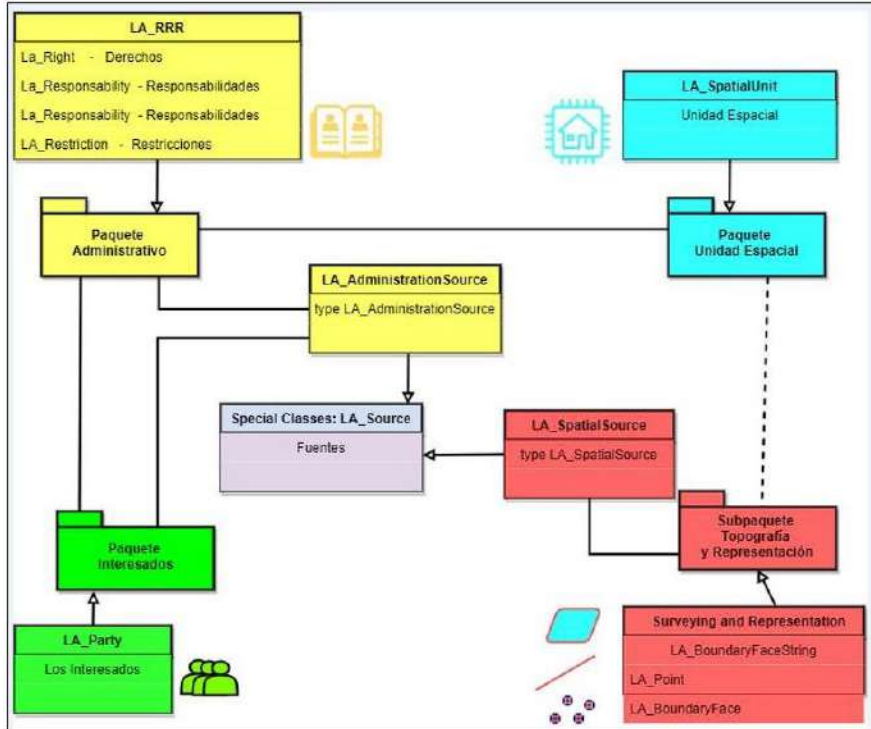 LA_RRR
La_Right - Derechos
La_Responsability - Responsabilidades
La_Responsability - Responsabilidades
LA_Restriction - Restricciones
LA_SpatialUnit
Unidad Espacial
Paquete
Administrativo
Paquete
Unidad Espacial
LA_AdministrationSource
type LA_AdministrationSource
Special Classes: LA_Source
Fuentes
LA_SpatialSource
type LA_SpatialSource
Subpaquete
Topografía
y Representación
Paquete
Interesados
LA_Party
Los Interesados
Surveying and Representation
LA_BoundaryFaceString
LA_Point
LA_BoundaryFace